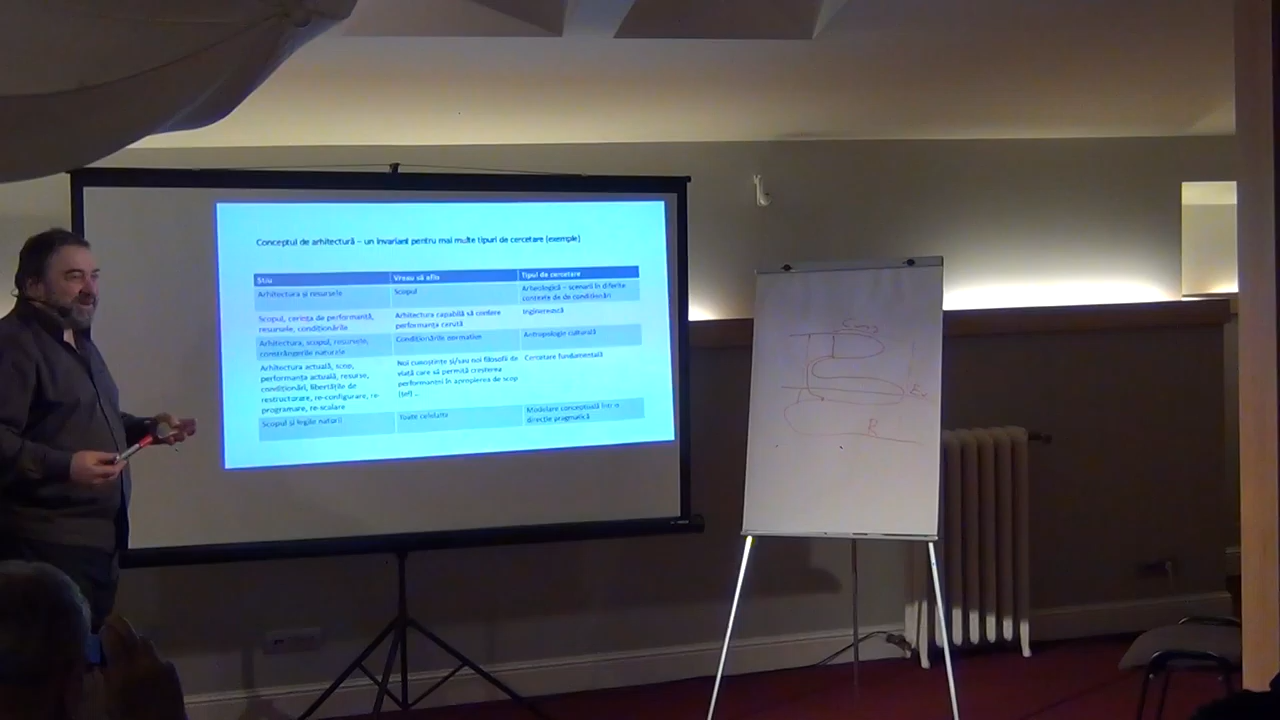 Conceptul de arhitectură – un invariant pentru mai multe tipuri de cercetare (exemple)
Știu
Vreau să aflu
Tipul de cercetare
Arhitectura și resursele
Scopul
Arheologică – scenarii în diferite
contexte de de condiționări
Scopul, cerința de performanță,
resursele, condiționările
Arhitectura capabilă să confere
performanța cerută
Inginerească
Arhitectura, scopul, resursele,
constrângerile naturale
Condiționările normative
Antropologie culturală
Arhitectura actuală, scop,
performanța actuală, resurse,
condiționări, libertățile de
restructurare, re-configurare, re-
programare, re-scalare
Noi cunoștințe și/sau noi filosofii de
viață care să permită creșterea
performanței în apropierea de scop
Cercetare fundamentală
Scopul și legile naturii
Toate celelalte
Modelare conceptuală într-o
direcție pragmatică
R